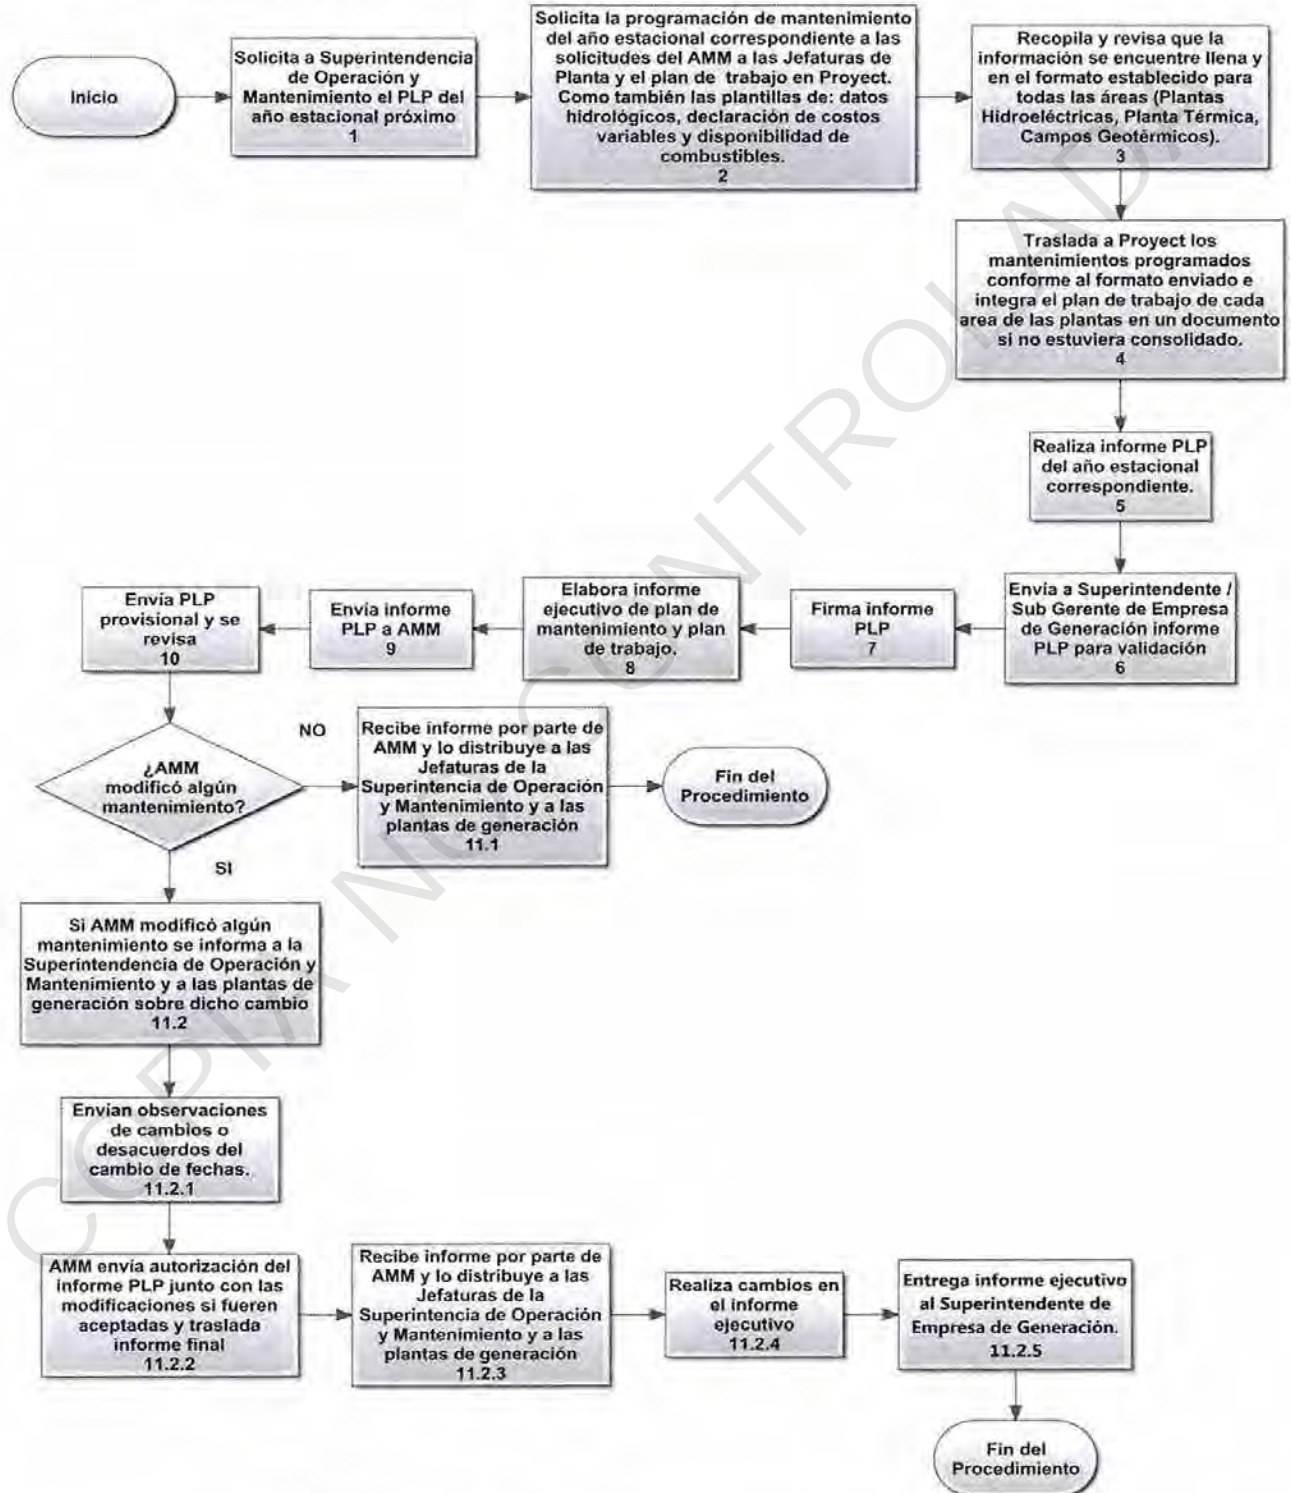 Inicio
Solicita a Superintendencia
de Operación y
Mantenimiento el PLP del
año estacional próximo
1
Solicita la programación de mantenimiento
del año estacional correspondiente a las
solicitudes del AMM a las Jefaturas de
Planta y el plan de trabajo en Proyect.
Como también las plantillas de: datos
hidrológicos, declaración de costos
variables y disponibilidad de
combustibles.
2
Recopila y revisa que la
información se encuentre llena y
en el formato establecido para
todas las áreas (Plantas
Hidroeléctricas, Planta Térmica,
Campos Geotérmicos).
3
Traslada a Proyect los
mantenimientos programados
conforme al formato enviado e
integra el plan de trabajo de cada
area de las plantas en un documento
si no estuviera consolidado.
4
Realiza informe PLP
del año estacional
correspondiente.
5
Envía a Superintendente /
Sub Gerente de Empresa
de Generación informe
PLP para validación
6
Firma informe
PLP
7
Elabora informe
ejecutivo de plan de
mantenimiento y plan
de trabajo.
8
Envía informe
PLP a AMM
9
Envía PLP
provisional y se
revisa
10
¿AMM
modificó algún
mantenimiento?
NO
Recibe informe por parte de
AMM y lo distribuye a las
Jefaturas de la
Superintencia de Operación
y Mantenimiento y a las
plantas de generación
11.1
Fin del
Procedimiento
SI
Si AMM modificó algún
mantenimiento se informa a la
Superintendencia de Operación y
Mantenimiento y a las plantas de
generación sobre dicho cambio
11.2
Envían observaciones
de cambios o
desacuerdos del
cambio de fechas.
11.2.1
AMM envía autorización del
informe PLP junto con las
modificaciones si fueren
aceptadas y traslada
informe final
11.2.2
Recibe informe por parte de
AMM y lo distribuye a las
Jefaturas de la
Superintencia de Operación
y Mantenimiento y a las
plantas de generación
11.2.3
Realiza cambios en
el informe
ejecutivo
11.2.4
Entrega informe ejecutivo
al Superintendente de
Empresa de Generación.
11.2.5
Fin del
Procedimiento
COPIA NO CONTROLADA